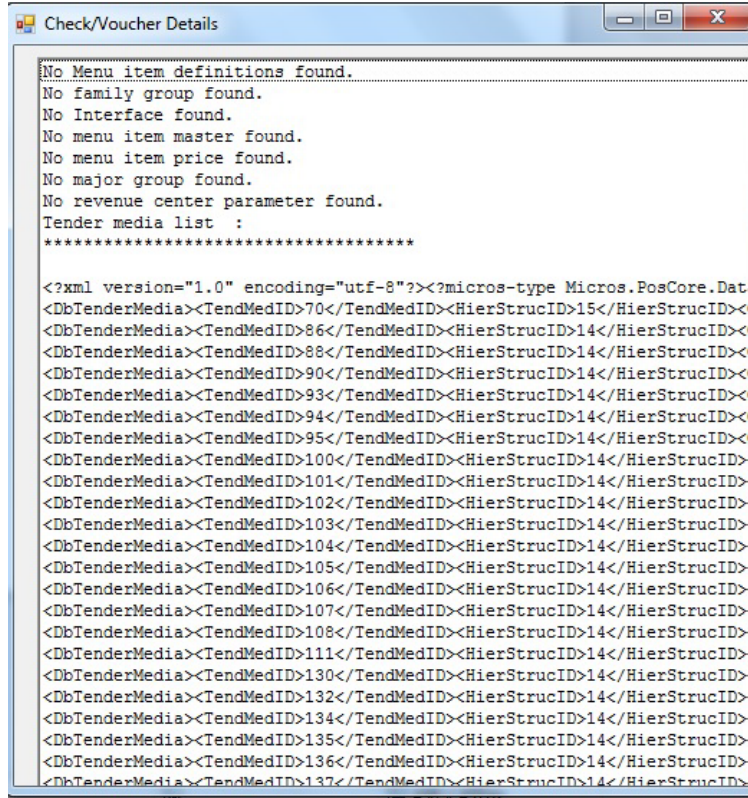 Check/Voucher Details
No Menu item definitions found.
No family group found.
No Interface found.
No menu item master found.
No menu item price found.
No major group found.
No revenue center parameter found.
Tender media list  :
*************************************
<?xml version="1.0" encoding="utf-8"?><?micros-type Micros.PosCore.Dat
<DbTenderMedia><TendMedID>70</TendMedID><HierStrucID>15</HierStrucID><
<DbTenderMedia><TendMedID>86</TendMedID><HierStrucID>14</HierStrucID><
<DbTenderMedia><TendMedID>88</TendMedID><HierStrucID>14</HierStrucID><
<DbTenderMedia><TendMedID>90</TendMedID><HierStrucID>14</HierStrucID><
<DbTenderMedia><TendMedID>93</TendMedID><HierStrucID>14</HierStrucID><
<DbTenderMedia><TendMedID>94</TendMedID><HierStrucID>14</HierStrucID><
<DbTenderMedia><TendMedID>95</TendMedID><HierStrucID>14</HierStrucID><
<DbTenderMedia><TendMedID>100</TendMedID><HierStrucID>14</HierStrucID>
<DbTenderMedia><TendMedID>101</TendMedID><HierStrucID>14</HierStrucID>
<DbTenderMedia><TendMedID>102</TendMedID><HierStrucID>14</HierStrucID>
<DbTenderMedia><TendMedID>103</TendMedID><HierStrucID>14</HierStrucID>
<DbTenderMedia><TendMedID>104</TendMedID><HierStrucID>14</HierStrucID>
<DbTenderMedia><TendMedID>105</TendMedID><HierStrucID>14</HierStrucID>
<DbTenderMedia><TendMedID>106</TendMedID><HierStrucID>14</HierStrucID>
<DbTenderMedia><TendMedID>107</TendMedID><HierStrucID>14</HierStrucID>
<DbTenderMedia><TendMedID>108</TendMedID><HierStrucID>14</HierStrucID>
<DbTenderMedia><TendMedID>111</TendMedID><HierStrucID>14</HierStrucID>
<DbTenderMedia><TendMedID>130</TendMedID><HierStrucID>14</HierStrucID>
<DbTenderMedia><TendMedID>132</TendMedID><HierStrucID>14</HierStrucID>
<DbTenderMedia><TendMedID>134</TendMedID><HierStrucID>14</HierStrucID>
<DbTenderMedia><TendMedID>135</TendMedID><HierStrucID>14</HierStrucID>
<DbTenderMedia><TendMedID>136</TendMedID><HierStrucID>14</HierStrucID>
<DbTenderMedia><TendMedID>137</TendMedID><HierStrucID>14</HierStrucID>